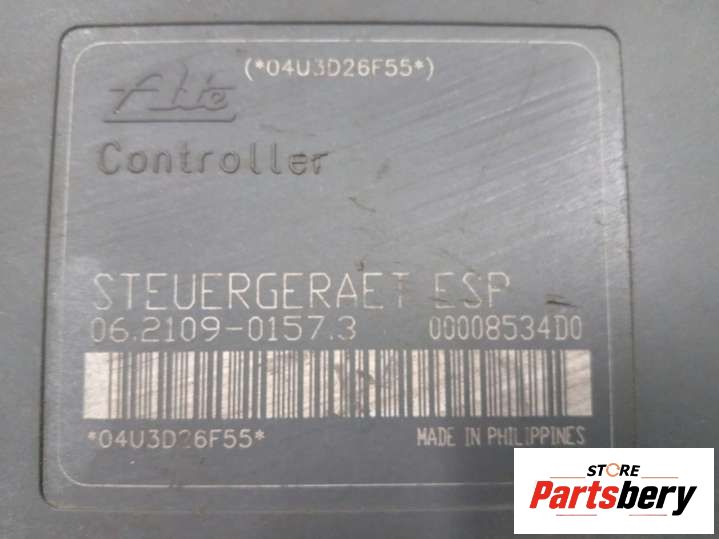 (*04U3D26F55*)
Ate
Controller
STEUERGERAET ESP
06.2109-0157.3 00008534D0
*04U3D26F55*
MADE IN PHILIPPINES
STORE
Partsbery